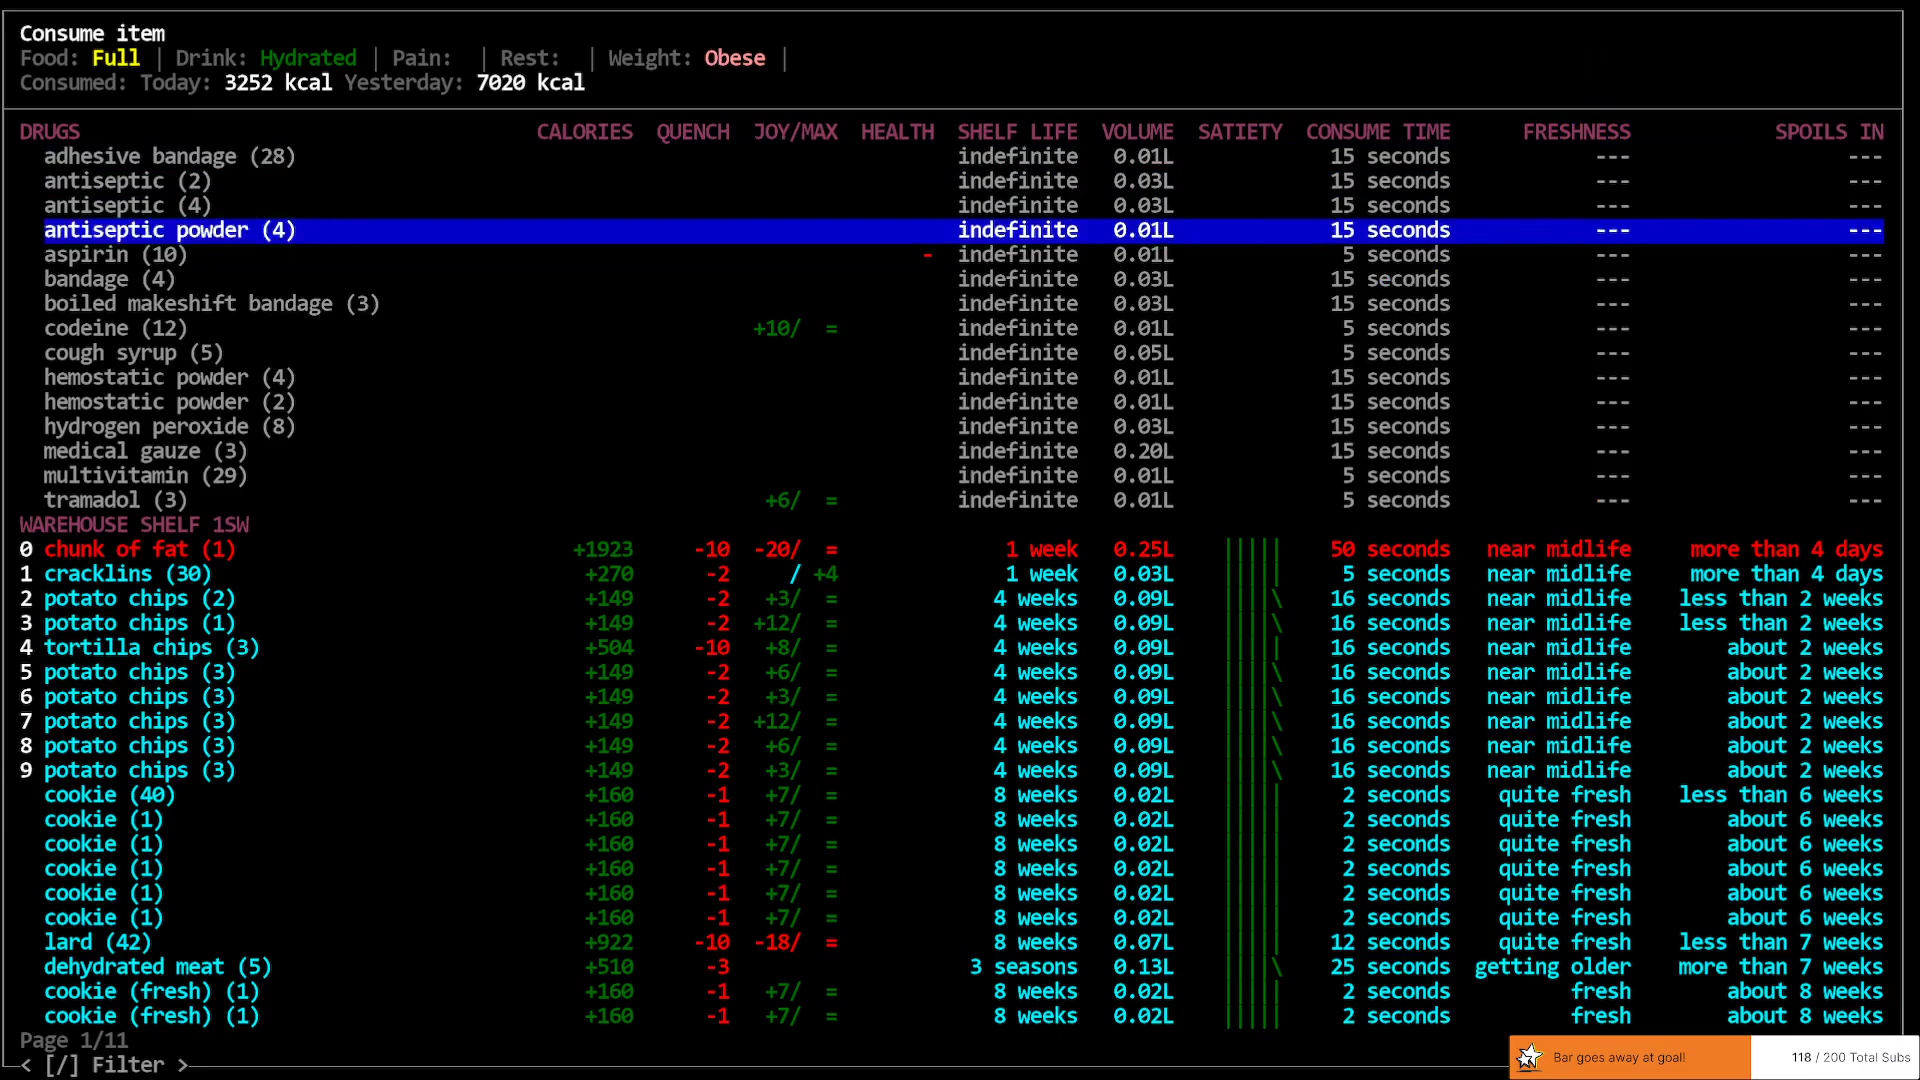 Consume item
Food: Full | Drink: Hydrated | Pain: | Rest: | Weight: Obese |
Consumed: Today: 3252 kcal Yesterday: 7020 kcal
DRUGS CALORIES QUENCH JOY/MAX HEALTH SHELF LIFE VOLUME SATIETY CONSUME TIME FRESHNESS SPOILS IN
adhesive bandage (28) indefinite 0.01L 15 seconds --- ---
antiseptic (2) indefinite 0.03L 15 seconds --- ---
antiseptic (4) indefinite 0.03L 15 seconds --- ---
antiseptic powder (4) indefinite 0.01L 15 seconds --- ---
aspirin (10) - indefinite 0.01L 5 seconds --- ---
bandage (4) indefinite 0.03L 15 seconds --- ---
boiled makeshift bandage (3) indefinite 0.03L 15 seconds --- ---
codeine (12) +10/ = indefinite 0.01L 5 seconds --- ---
cough syrup (5) indefinite 0.05L 5 seconds --- ---
hemostatic powder (4) indefinite 0.01L 15 seconds --- ---
hemostatic powder (2) indefinite 0.01L 15 seconds --- ---
hydrogen peroxide (8) indefinite 0.03L 15 seconds --- ---
medical gauze (3) indefinite 0.20L 15 seconds --- ---
multivitamin (29) indefinite 0.01L 5 seconds --- ---
tramadol (3) +6/ = indefinite 0.01L 5 seconds --- ---
WAREHOUSE SHELF 1SW
0 chunk of fat (1) +1923 -10 -20/ = 1 week 0.25L ||||| 50 seconds near midlife more than 4 days
1 cracklins (30) +270 -2 / +4 1 week 0.03L ||||| 5 seconds near midlife more than 4 days
2 potato chips (2) +149 -2 +3/ = 4 weeks 0.09L ||||\ 16 seconds near midlife less than 2 weeks
3 potato chips (1) +149 -2 +12/ = 4 weeks 0.09L ||||\ 16 seconds near midlife less than 2 weeks
4 tortilla chips (3) +504 -10 +8/ = 4 weeks 0.09L ||||| 16 seconds near midlife about 2 weeks
5 potato chips (3) +149 -2 +6/ = 4 weeks 0.09L ||||\ 16 seconds near midlife about 2 weeks
6 potato chips (3) +149 -2 +3/ = 4 weeks 0.09L ||||\ 16 seconds near midlife about 2 weeks
7 potato chips (3) +149 -2 +12/ = 4 weeks 0.09L ||||\ 16 seconds near midlife about 2 weeks
8 potato chips (3) +149 -2 +6/ = 4 weeks 0.09L ||||\ 16 seconds near midlife about 2 weeks
9 potato chips (3) +149 -2 +3/ = 4 weeks 0.09L ||||\ 16 seconds near midlife about 2 weeks
cookie (40) +160 -1 +7/ = 8 weeks 0.02L ||||| 2 seconds quite fresh less than 6 weeks
cookie (1) +160 -1 +7/ = 8 weeks 0.02L ||||| 2 seconds quite fresh about 6 weeks
cookie (1) +160 -1 +7/ = 8 weeks 0.02L ||||| 2 seconds quite fresh about 6 weeks
cookie (1) +160 -1 +7/ = 8 weeks 0.02L ||||| 2 seconds quite fresh about 6 weeks
cookie (1) +160 -1 +7/ = 8 weeks 0.02L ||||| 2 seconds quite fresh about 6 weeks
cookie (1) +160 -1 +7/ = 8 weeks 0.02L ||||| 2 seconds quite fresh about 6 weeks
lard (42) +922 -10 -18/ = 8 weeks 0.07L ||||| 12 seconds quite fresh less than 7 weeks
dehydrated meat (5) +510 -3 3 seasons 0.13L ||||\ 25 seconds getting older more than 7 weeks
cookie (fresh) (1) +160 -1 +7/ = 8 weeks 0.02L ||||| 2 seconds fresh about 8 weeks
cookie (fresh) (1) +160 -1 +7/ = 8 weeks 0.02L ||||| 2 seconds fresh about 8 weeks
Page 1/11
< [/] Filter >
Bar goes away at goal! 118 / 200 Total Subs